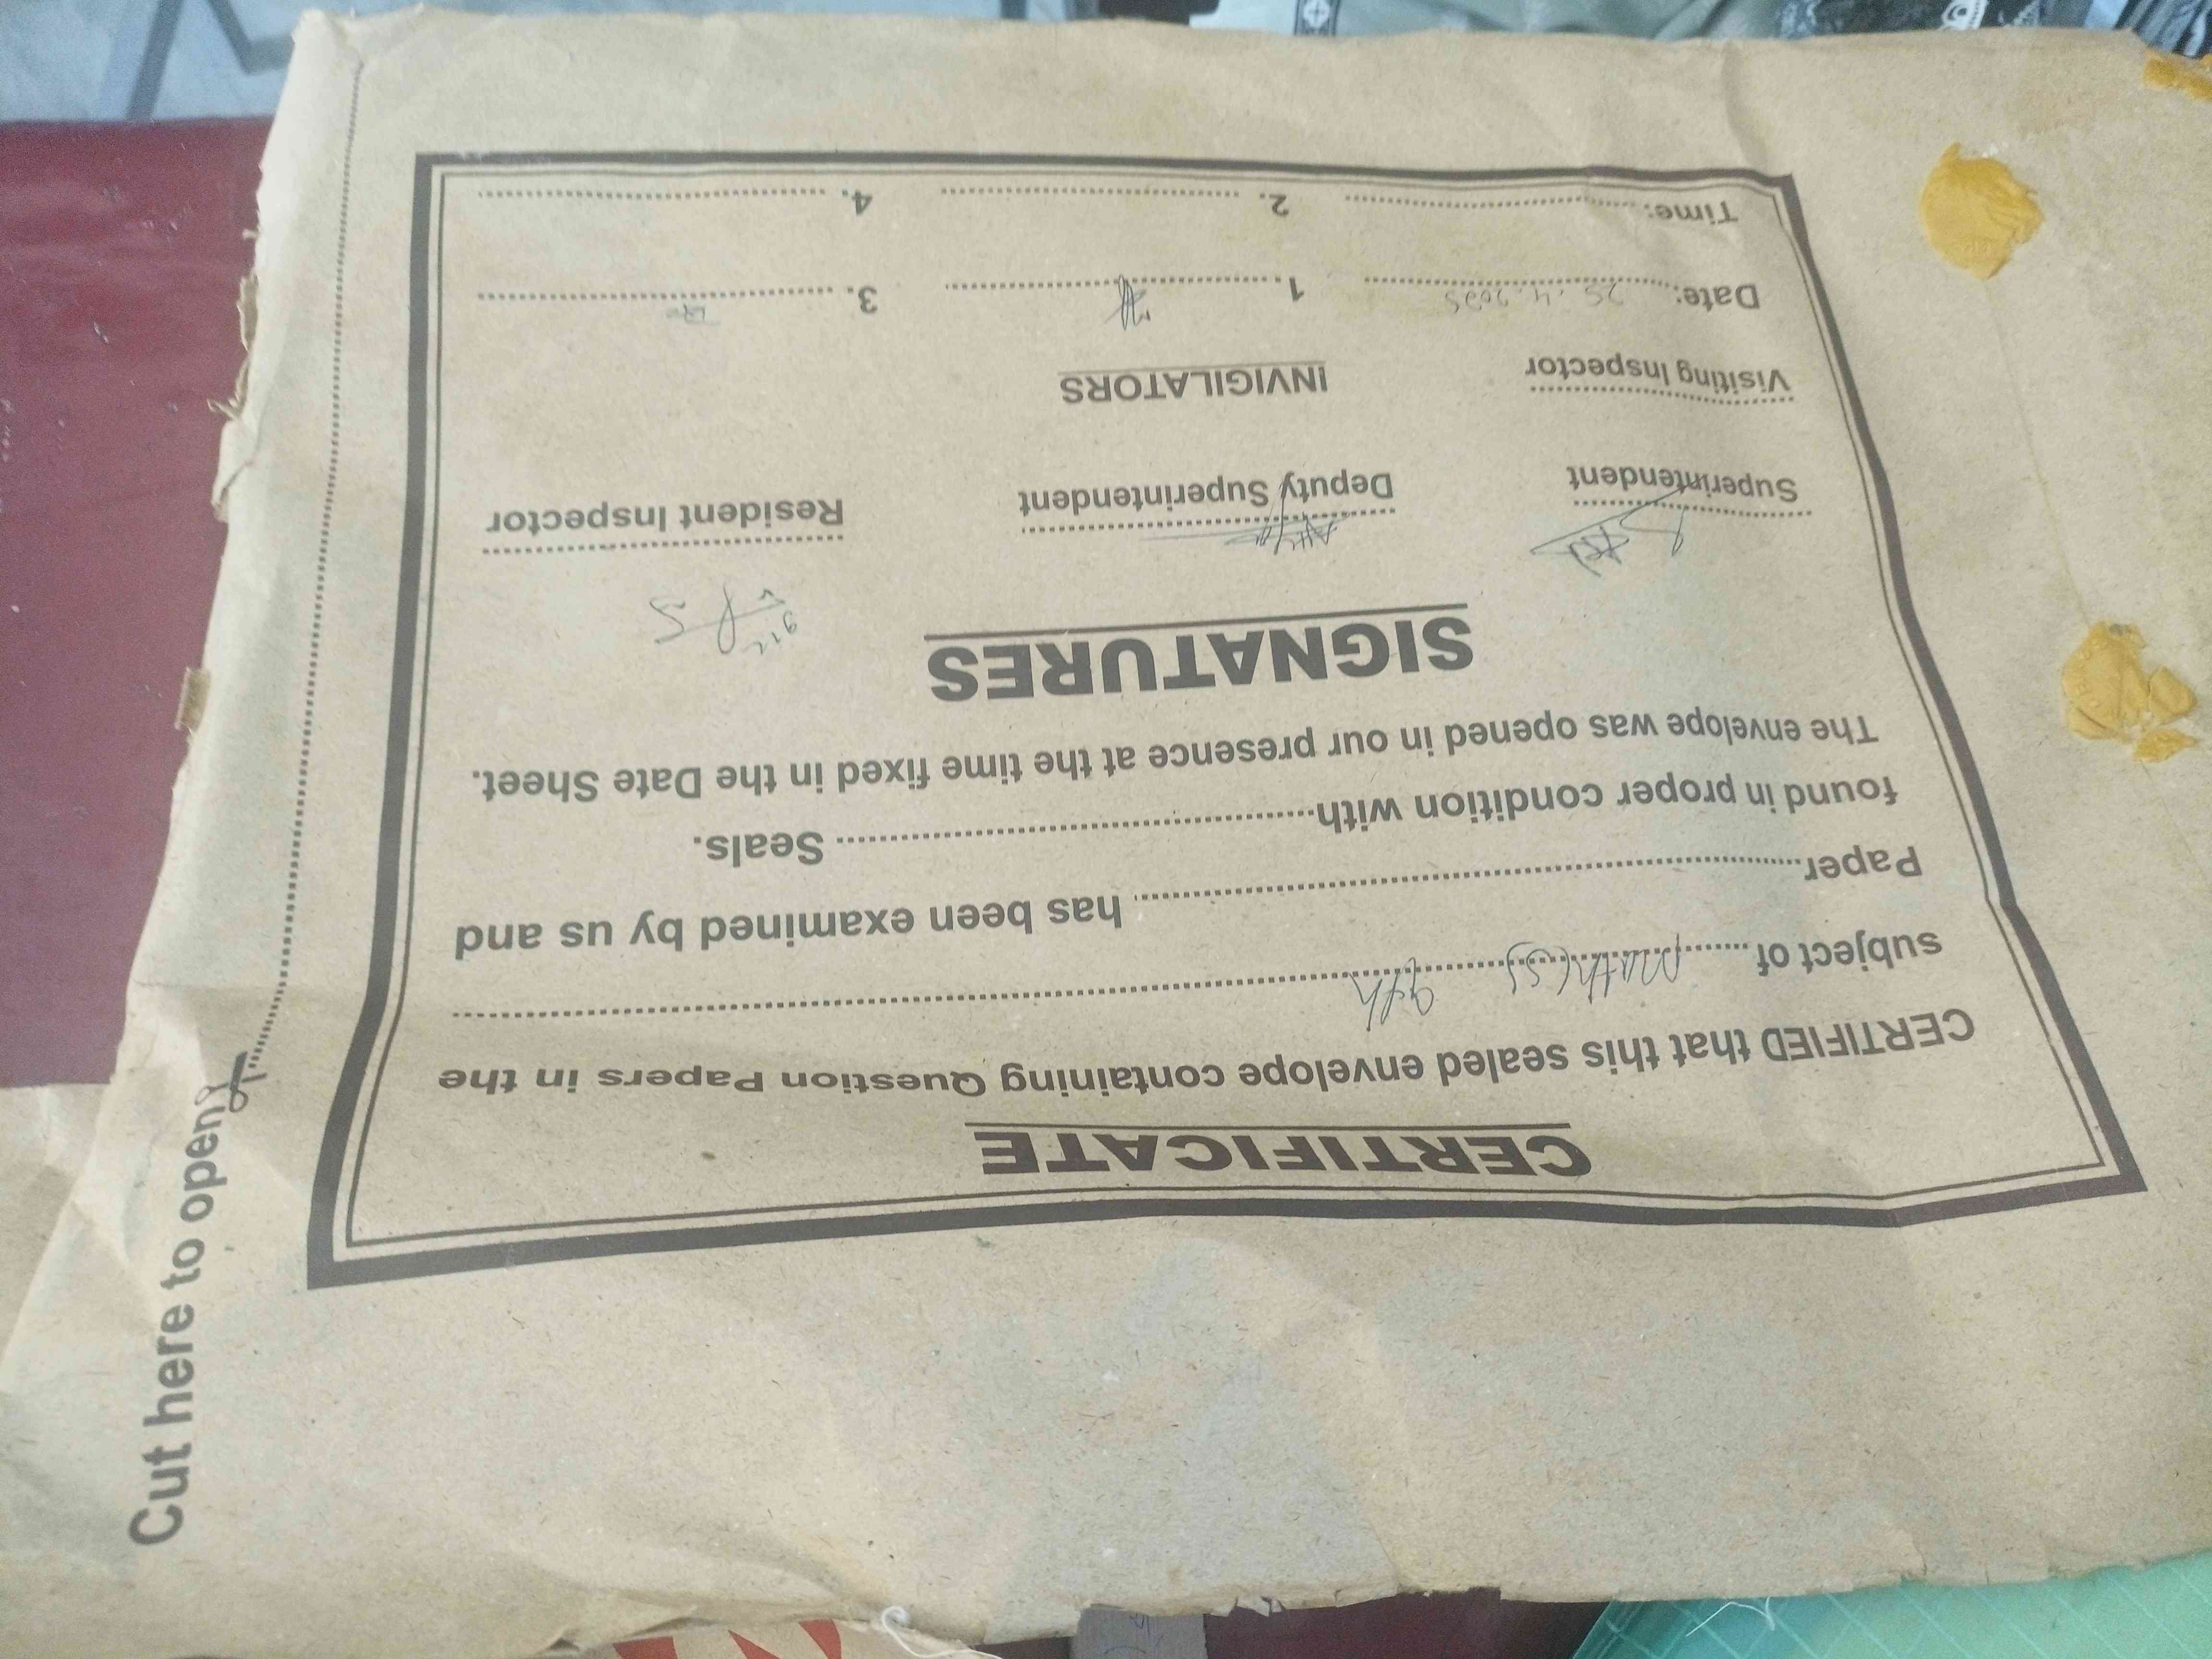 CERTIFICATE
CERTIFIED that this sealed envelope containing Question Papers in the
subject of Math(s) 9th
Paper has been examined by us and
found in proper condition with Seals.
The envelope was opened in our presence at the time fixed in the Date Sheet.
SIGNATURES
Superintendent Deputy Superintendent Resident Inspector
Visiting Inspector INVIGILATORS
Date: 25.4.2025 1. 3.
Time: 2. 4.
Cut here to open